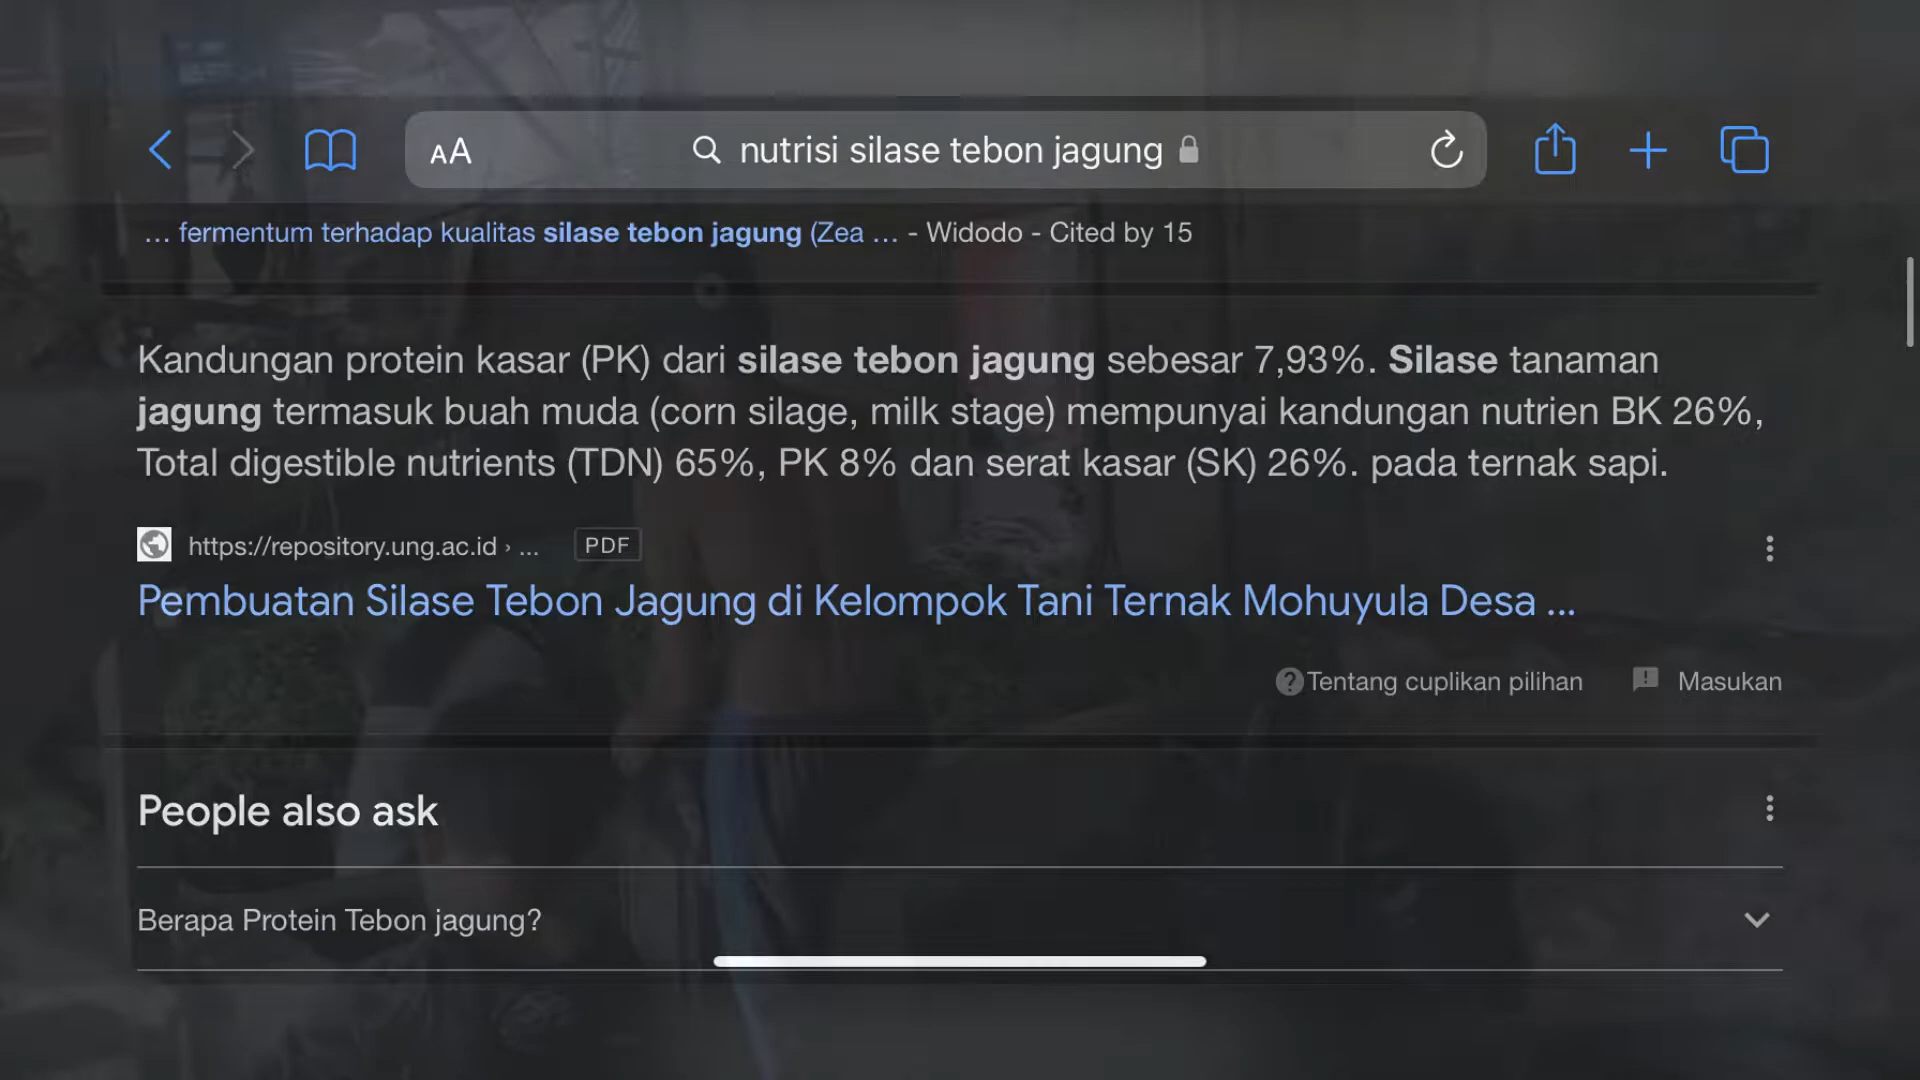 AA nutrisi silase tebon jagung
... fermentum terhadap kualitas silase tebon jagung (Zea ... - Widodo - Cited by 15
Kandungan protein kasar (PK) dari silase tebon jagung sebesar 7,93%. Silase tanaman
jagung termasuk buah muda (corn silage, milk stage) mempunyai kandungan nutrien BK 26%,
Total digestible nutrients (TDN) 65%, PK 8% dan serat kasar (SK) 26%. pada ternak sapi.
https://repository.ung.ac.id › ... PDF
Pembuatan Silase Tebon Jagung di Kelompok Tani Ternak Mohuyula Desa ...
Tentang cuplikan pilihan Masukan
People also ask
Berapa Protein Tebon jagung?